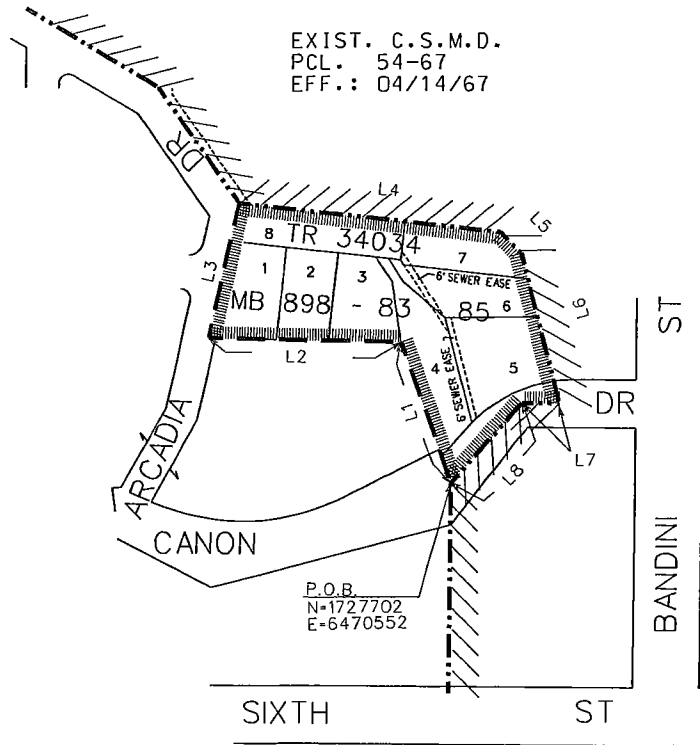 EXIST. C.S.M.D.
PCL. 54-67
EFF.: 04/14/67
DR
L4
L5
8 TR 34034
7
L3
1 2 3
6' SEWER EASE
MB 898 - 83 85
6
L6
ST
L2
4
5
6' SEWER EASE
L1
DR
L7
L8
ARCADIA
CANON
P.O.B.
N=1727702
E=6470552
BANDINI
SIXTH ST